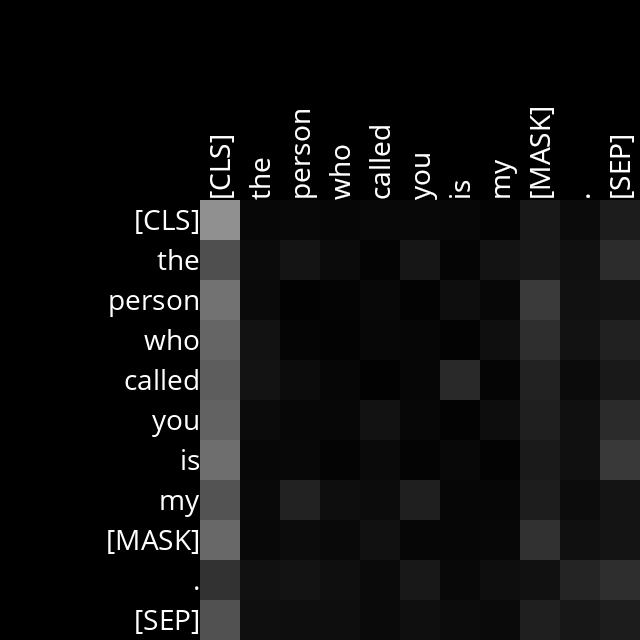 [CLS] the person who called you is my [MASK] . [SEP]
[CLS]
the
person
who
called
you
is
my
[MASK]
.
[SEP]